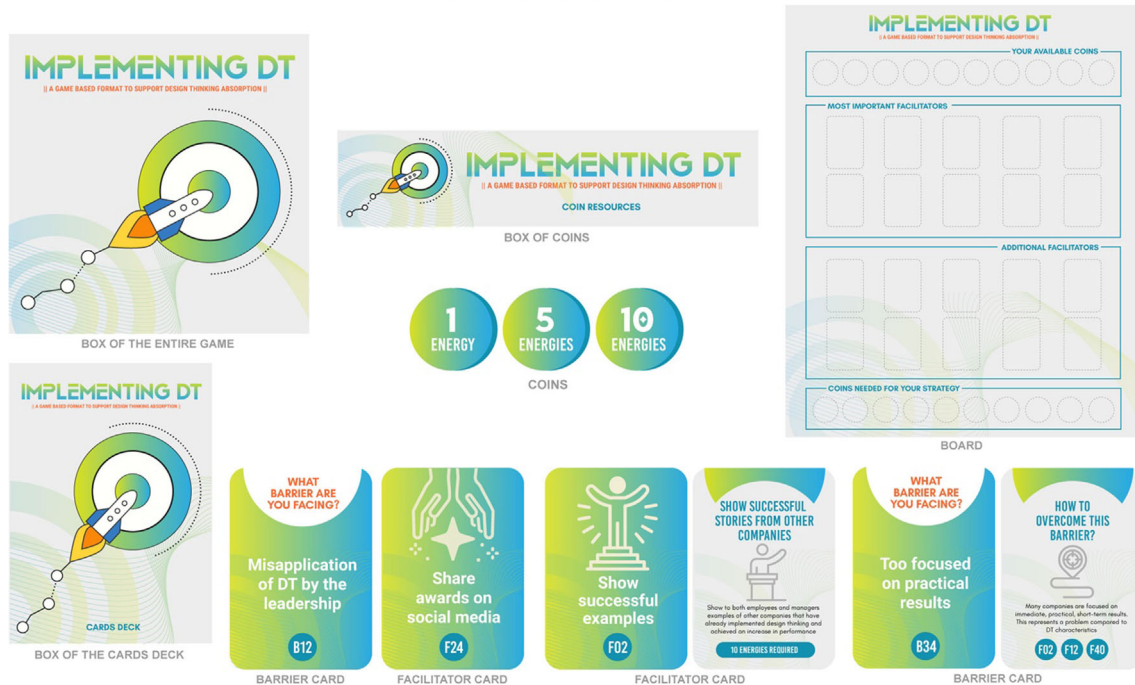 IMPLEMENTING DT
|| A GAME BASED FORMAT TO SUPPORT DESIGN THINKING ABSORPTION ||
BOX OF THE ENTIRE GAME
IMPLEMENTING DT
|| A GAME BASED FORMAT TO SUPPORT DESIGN THINKING ABSORPTION ||
COIN RESOURCES
BOX OF COINS
1
ENERGY
5
ENERGIES
10
ENERGIES
COINS
IMPLEMENTING DT
|| A GAME BASED FORMAT TO SUPPORT DESIGN THINKING ABSORPTION ||
YOUR AVAILABLE COINS
MOST IMPORTANT FACILITATORS
ADDITIONAL FACILITATORS
COINS NEEDED FOR YOUR STRATEGY
BOARD
IMPLEMENTING DT
|| A GAME BASED FORMAT TO SUPPORT DESIGN THINKING ABSORPTION ||
CARDS DECK
BOX OF THE CARDS DECK
WHAT
BARRIER ARE
YOU FACING?
Misapplication
of DT by the
leadership
B12
BARRIER CARD
Share
awards on
social media
F24
FACILITATOR CARD
Show
successful
examples
F02
SHOW SUCCESSFUL
STORIES FROM OTHER
COMPANIES
Show to both employees and managers
examples of other companies that have
already implemented design thinking and
achieved an increase in performance
10 ENERGIES REQUIRED
FACILITATOR CARD
WHAT
BARRIER ARE
YOU FACING?
Too focused
on practical
results
B34
HOW TO
OVERCOME THIS
BARRIER?
Many companies are focused on
immediate, practical, short-term results.
This represents a problem compared to
DT characteristics
F02 F12 F40
BARRIER CARD